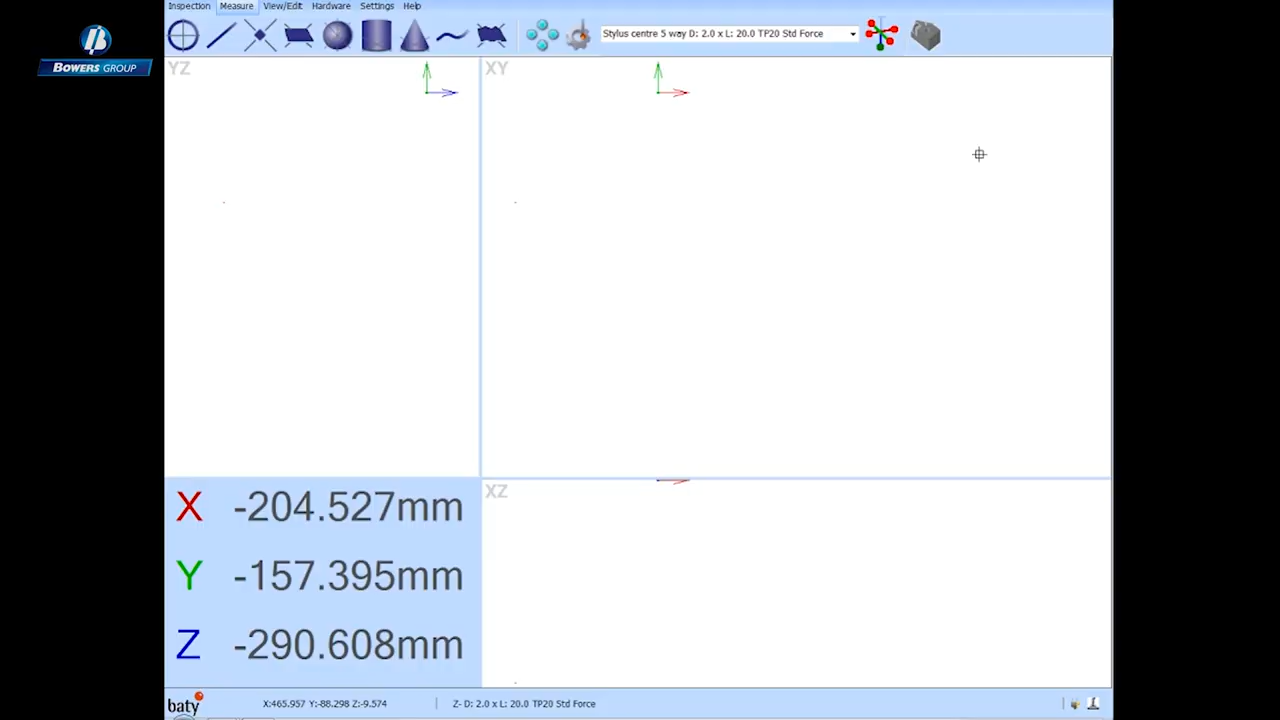 Inspection Measure View/Edit Hardware Settings Help
BOWERS GROUP
Stylus centre 5 way D: 2.0 x L: 20.0 TP20 Std Force
YZ
XY
X -204.527mm
Y -157.395mm
Z -290.608mm
XZ
baty X:465.957 Y:-88.298 Z:-9.574 Z- D: 2.0 x L: 20.0 TP20 Std Force